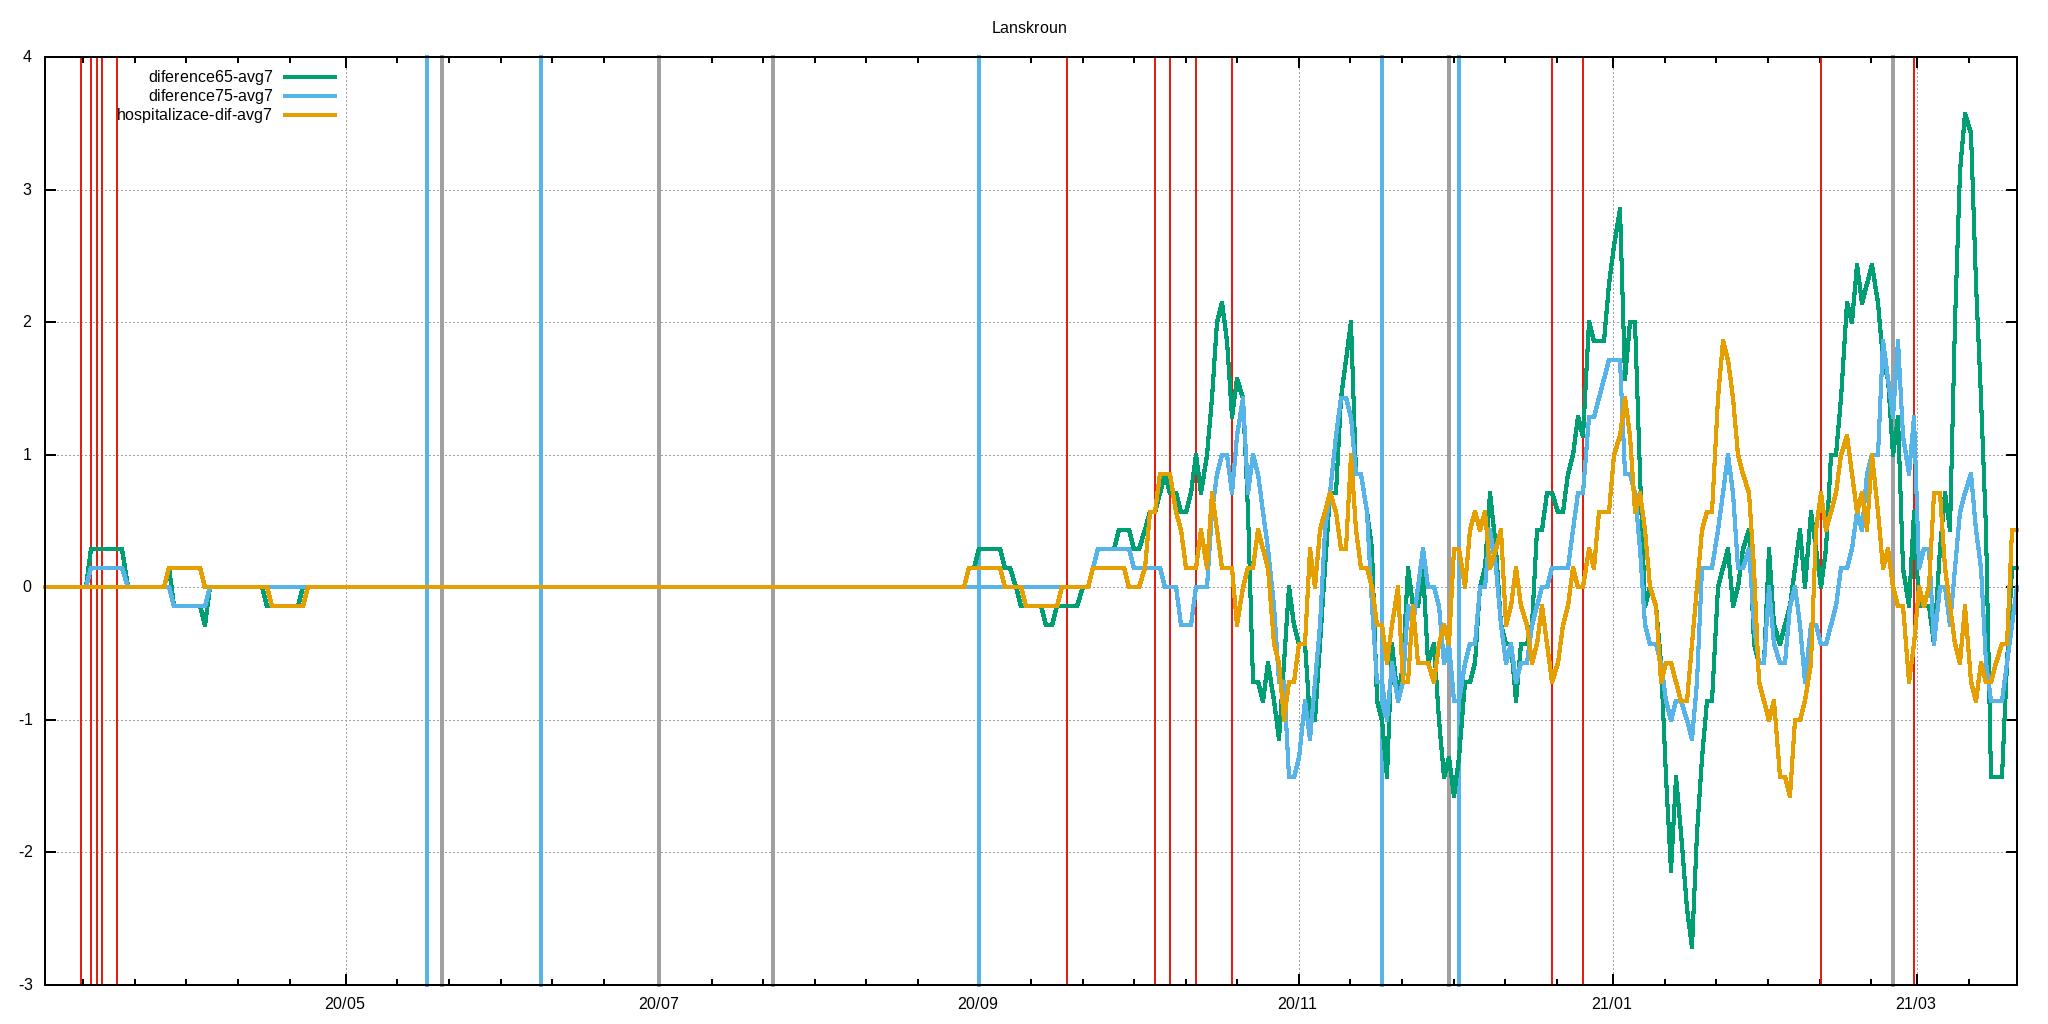 Lanskroun
diference65-avg7
diference75-avg7
hospitalizace-dif-avg7
4
3
2
1
0
-1
-2
-3
20/05 20/07 20/09 20/11 21/01 21/03